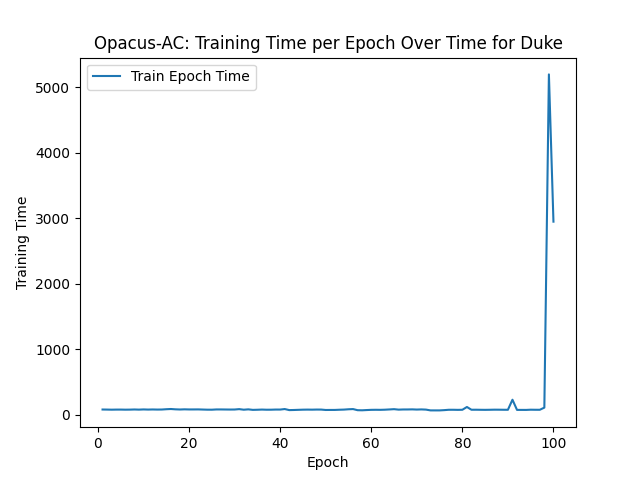 Opacus-AC: Training Time per Epoch Over Time for Duke
Train Epoch Time
5000
4000
3000
2000
1000
0
Training Time
0 20 40 60 80 100
Epoch